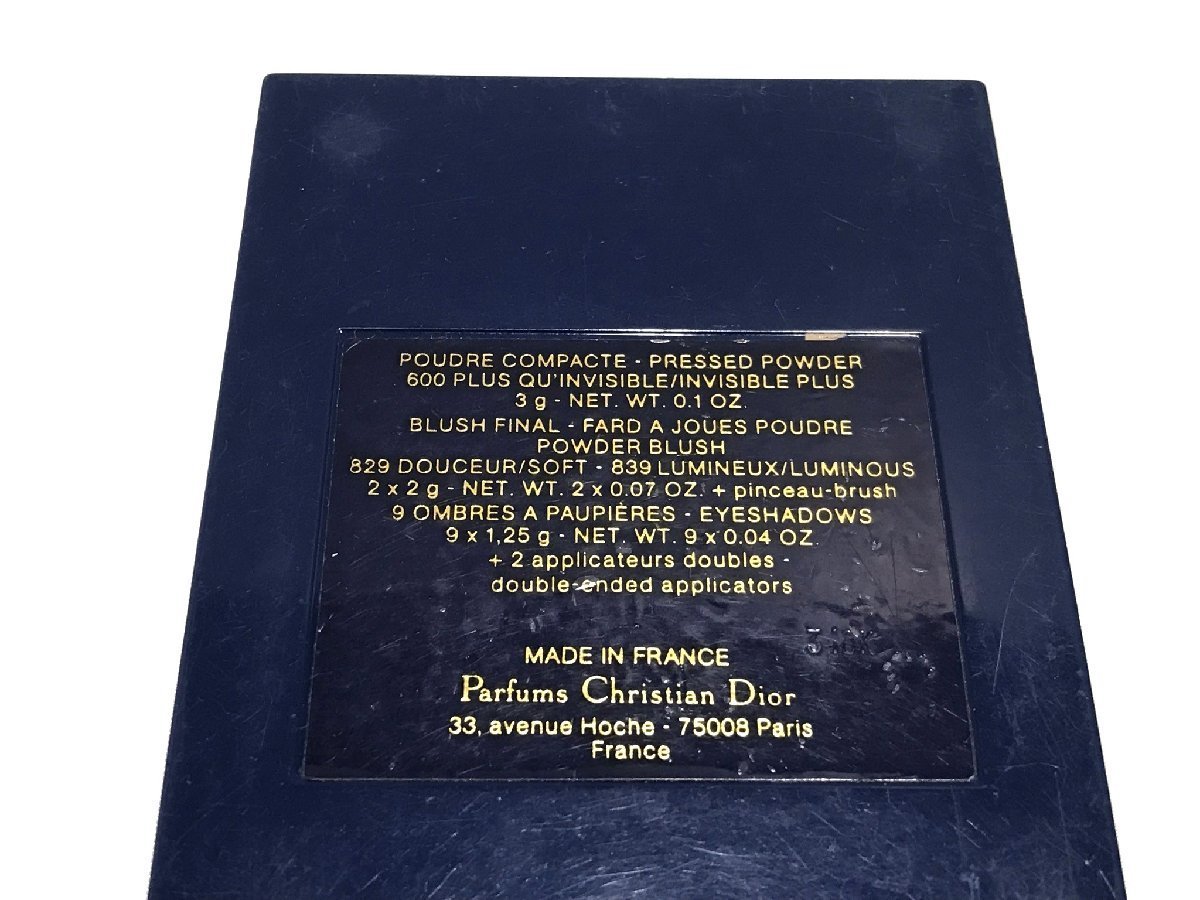 POUDRE COMPACTE - PRESSED POWDER
600 PLUS QU'INVISIBLE/INVISIBLE PLUS
3 g - NET. WT. 0.1 OZ.
BLUSH FINAL - FARD A JOUES POUDRE
POWDER BLUSH
829 DOUCEUR/SOFT - 839 LUMINEUX/LUMINOUS
2 x 2 g - NET. WT. 2 x 0.07 OZ. + pinceau-brush
9 OMBRES A PAUPIÈRES - EYESHADOWS
9 x 1,25 g - NET. WT. 9 x 0.04 OZ.
+ 2 applicateurs doubles -
double-ended applicators
MADE IN FRANCE
Parfums Christian Dior
33, avenue Hoche - 75008 Paris
France